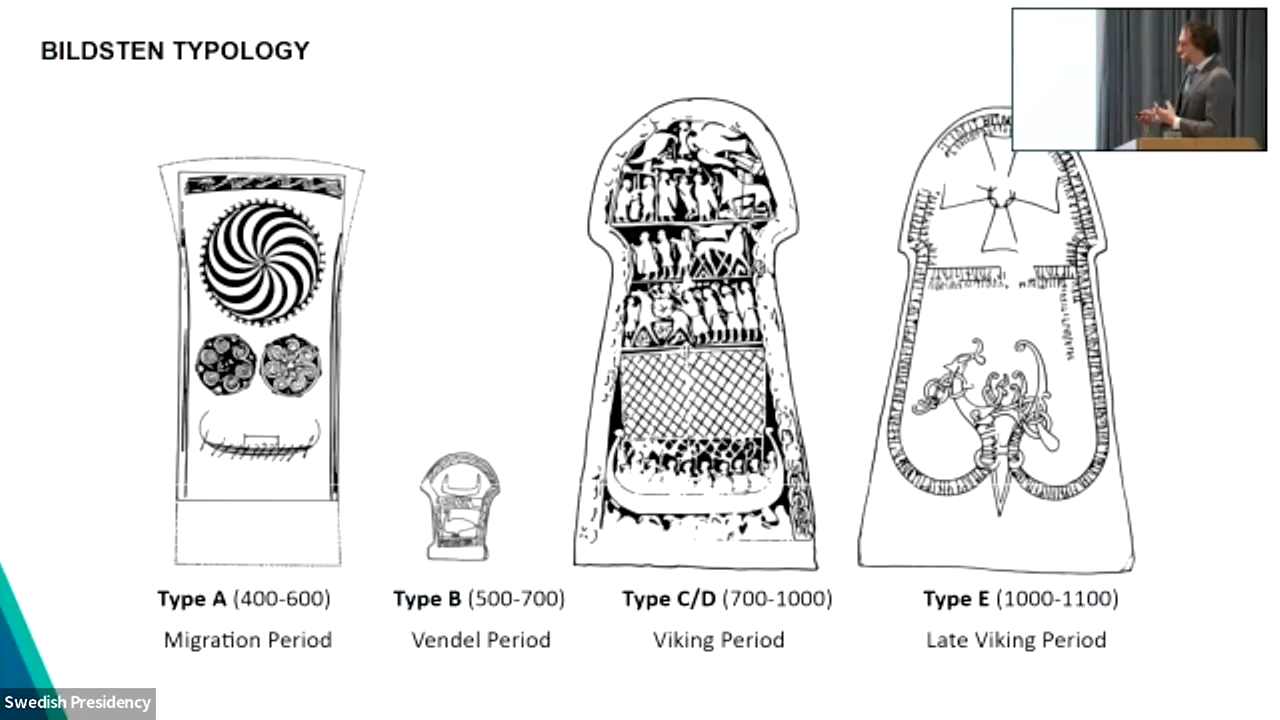 BILDSTEN TYPOLOGY
Type A (400-600)
Migration Period
Type B (500-700)
Vendel Period
Type C/D (700-1000)
Viking Period
Type E (1000-1100)
Late Viking Period
Swedish Presidency